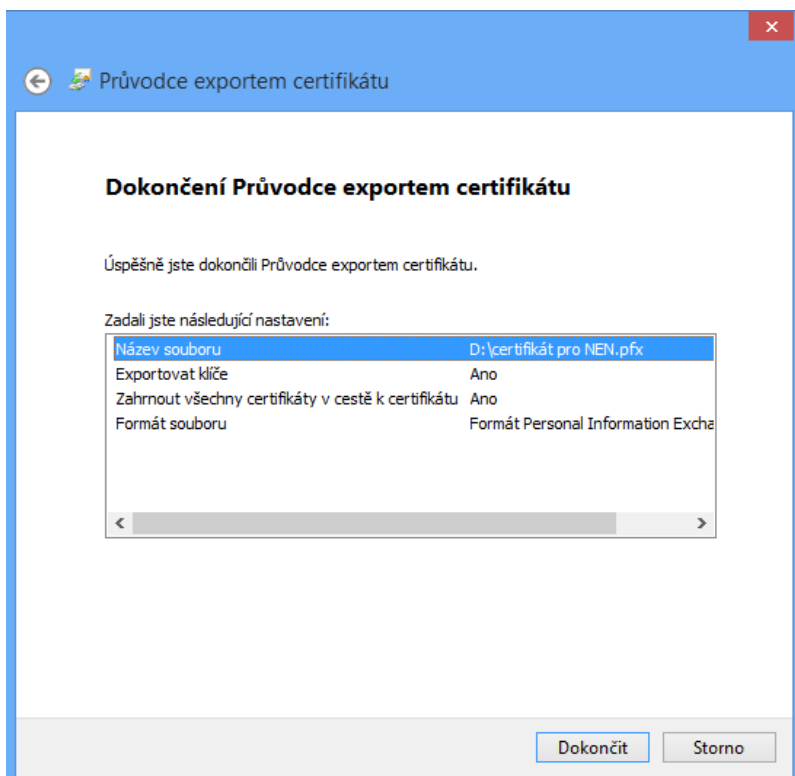 Průvodce exportem certifikátu
Dokončení Průvodce exportem certifikátu
Úspěšně jste dokončili Průvodce exportem certifikátu.
Zadali jste následující nastavení:
Název souboru D:\certifikát pro NEN.pfx
Exportovat klíče Ano
Zahrnout všechny certifikáty v cestě k certifikátu Ano
Formát souboru Formát Personal Information Excha
Dokončit Storno